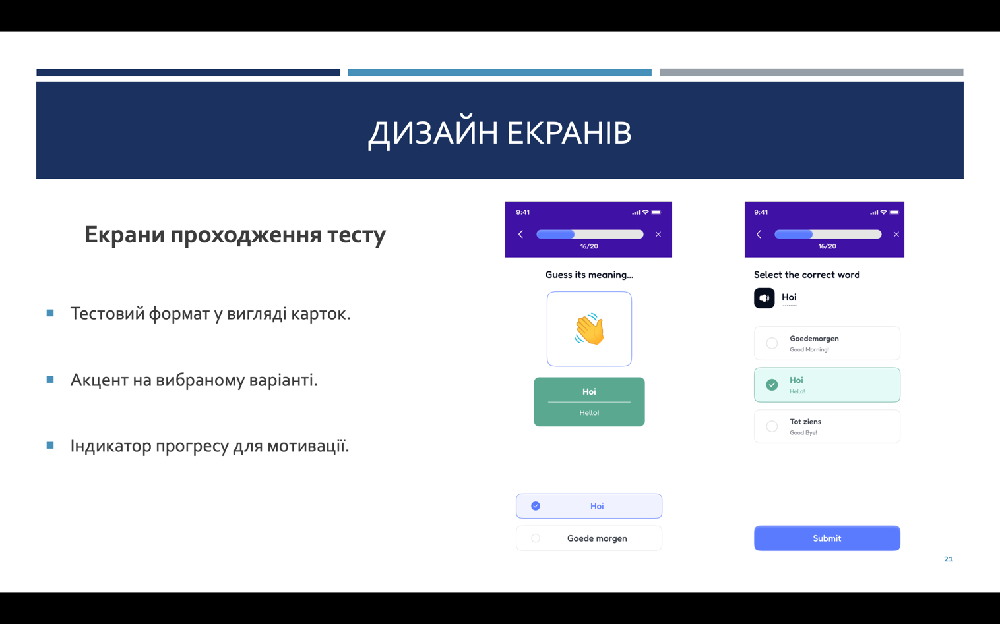 ДИЗАЙН ЕКРАНІВ
Екрани проходження тесту
Тестовий формат у вигляді карток.
Акцент на вибраному варіанті.
Індикатор прогресу для мотивації.
9:41
16/20
Guess its meaning...
Hoi
Hello!
Hoi
Goede morgen
9:41
16/20
Select the correct word
Hoi
Goedemorgen
Good Morning!
Hoi
Hello!
Tot ziens
Good Bye!
Submit
21